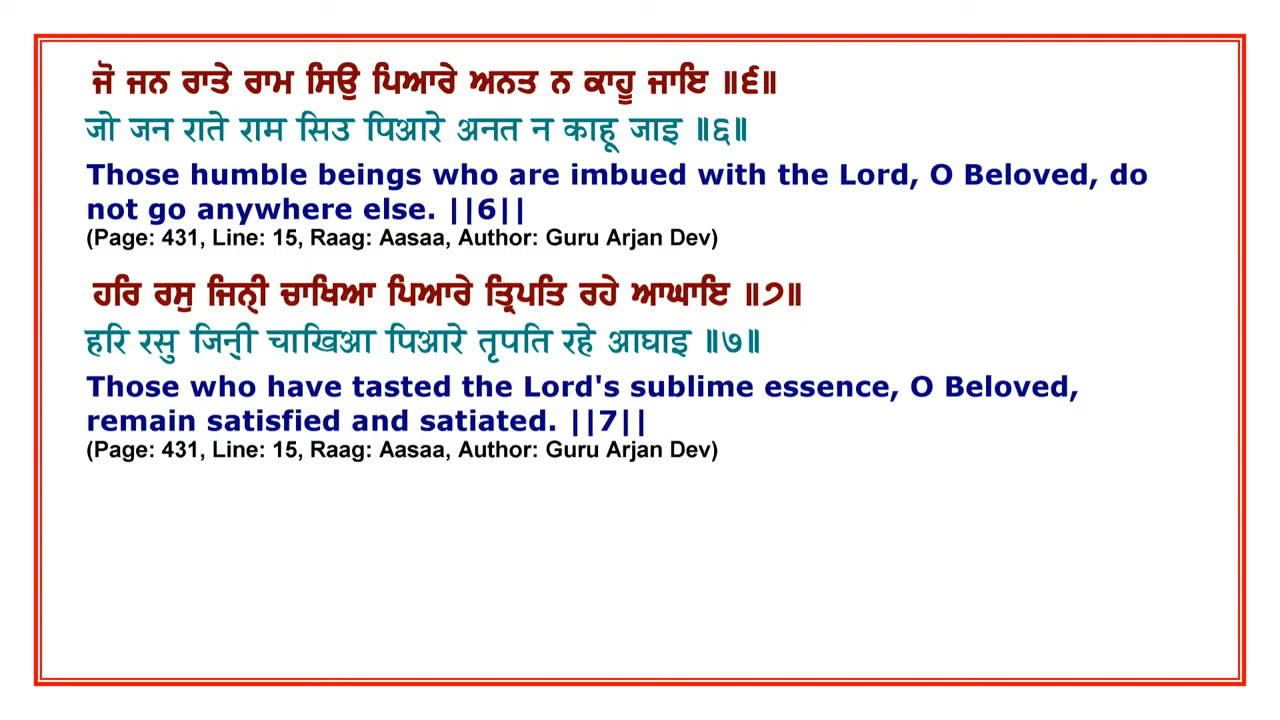 ਜੋ ਜਨ ਰਾਤੇ ਰਾਮ ਸਿਉ ਪਿਆਰੇ ਅਨਤ ਨ ਕਾਹੂ ਜਾਇ ॥੬॥
जो जन राते राम सिउ पिआरे अनत न काहू जाइ ॥६॥
Those humble beings who are imbued with the Lord, O Beloved, do
not go anywhere else. ||6||
(Page: 431, Line: 15, Raag: Aasaa, Author: Guru Arjan Dev)
ਹਰਿ ਰਸੁ ਜਿਨੑੀ ਚਾਖਿਆ ਪਿਆਰੇ ਤ੍ਰਿਪਤਿ ਰਹੇ ਆਘਾਇ ॥੭॥
हरि रसु जिन्ही चाखिआ पिआरे तृपति रहे आघाइ ॥७॥
Those who have tasted the Lord's sublime essence, O Beloved,
remain satisfied and satiated. ||7||
(Page: 431, Line: 15, Raag: Aasaa, Author: Guru Arjan Dev)